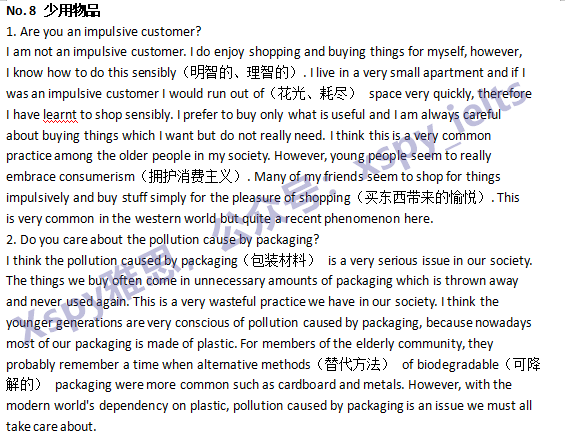 No. 8 少用物品
1. Are you an impulsive customer?
I am not an impulsive customer. I do enjoy shopping and buying things for myself, however,
I know how to do this sensibly（明智的、理智的）. I live in a very small apartment and if I
was an impulsive customer I would run out of（花光、耗尽） space very quickly, therefore
I have learnt to shop sensibly. I prefer to buy only what is useful and I am always careful
about buying things which I want but do not really need. I think this is a very common
practice among the older people in my society. However, young people seem to really
embrace consumerism（拥护消费主义）. Many of my friends seem to shop for things
impulsively and buy stuff simply for the pleasure of shopping（买东西带来的愉悦）. This
is very common in the western world but quite a recent phenomenon here.
2. Do you care about the pollution cause by packaging?
I think the pollution caused by packaging（包装材料） is a very serious issue in our society.
The things we buy often come in unnecessary amounts of packaging which is thrown away
and never used again. This is a very wasteful practice we have in our society. I think the
younger generations are very conscious of pollution caused by packaging, because nowadays
most of our packaging is made of plastic. For members of the elderly community, they
probably remember a time when alternative methods（替代方法） of biodegradable（可降
解的） packaging were more common such as cardboard and metals. However, with the
modern world's dependency on plastic, pollution caused by packaging is an issue we must all
take care about.
Xspy雅思，公众号：xspy_ielts